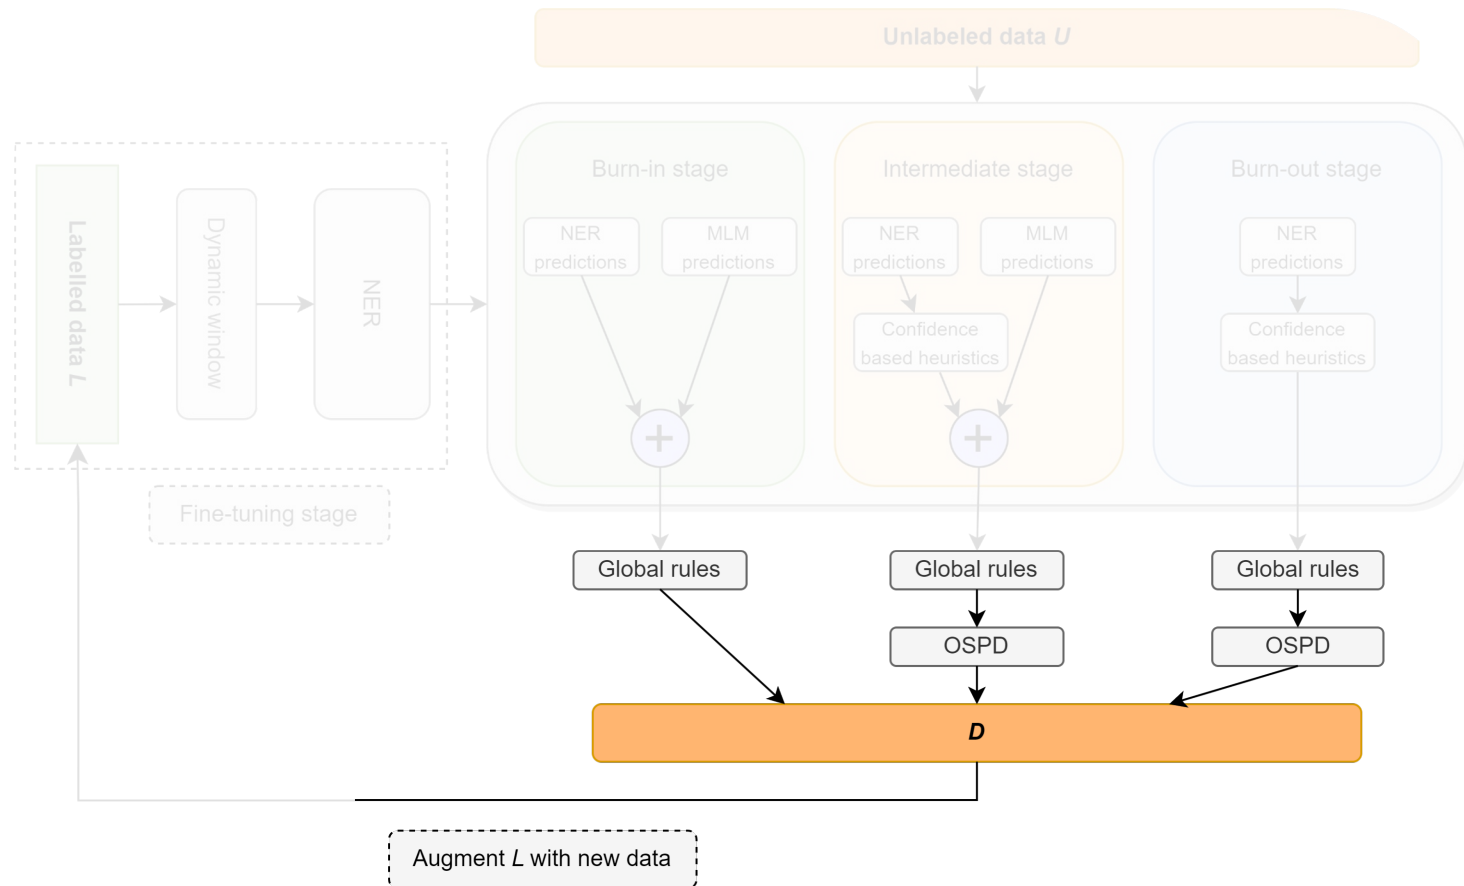 Unlabeled data U
Burn-in stage
Intermediate stage
Burn-out stage
NER
predictions
MLM
predictions
NER
predictions
MLM
predictions
NER
predictions
Confidence
based heuristics
Confidence
based heuristics
Labelled data L
Dynamic window
NER
Fine-tuning stage
Global rules
Global rules
Global rules
OSPD
OSPD
D
Augment L with new data